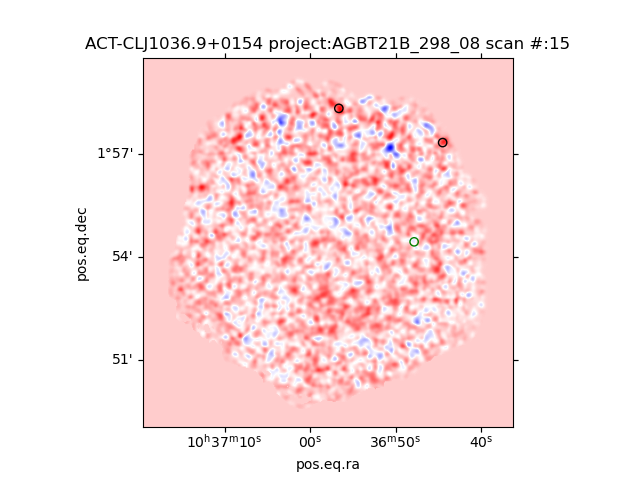 ACT-CLJ1036.9+0154 project:AGBT21B_298_08 scan #:15
1°57'
54'
51'
pos.eq.dec
10ʰ37ᵐ10ˢ 00ˢ 36ᵐ50ˢ 40ˢ
pos.eq.ra